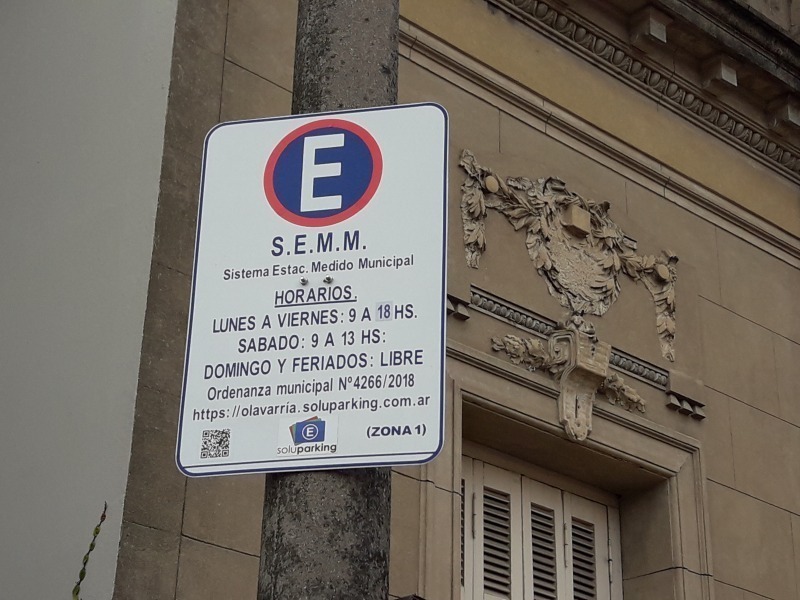 E
S.E.M.M.
Sistema Estac. Medido Municipal
HORARIOS.
LUNES A VIERNES: 9 A 18 HS.
SABADO: 9 A 13 HS:
DOMINGO Y FERIADOS: LIBRE
Ordenanza municipal Nº4266/2018
https://olavarria.soluparking.com.ar
E
soluparking
(ZONA 1)